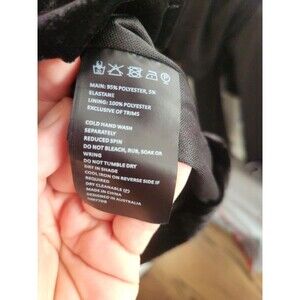 MAIN: 95% POLYESTER, 5%
ELASTANE
LINING: 100% POLYESTER
EXCLUSIVE OF TRIMS
COLD HAND WASH
SEPARATELY
REDUCED SPIN
DO NOT BLEACH, RUB, SOAK OR
WRING
DO NOT TUMBLE DRY
DRY IN SHADE
COOL IRON ON REVERSE SIDE IF
REQUIRED
DRY CLEANABLE (P)
MADE IN CHINA
DESIGNED IN AUSTRALIA